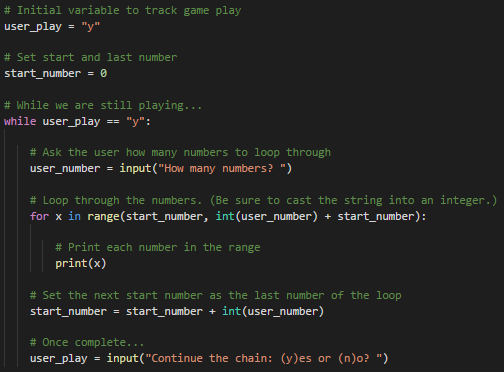 # Initial variable to track game play
user_play = "y"
# Set start and last number
start_number = 0
# While we are still playing...
while user_play == "y":
# Ask the user how many numbers to loop through
user_number = input("How many numbers? ")
# Loop through the numbers. (Be sure to cast the string into an integer.)
for x in range(start_number, int(user_number) + start_number):
# Print each number in the range
print(x)
# Set the next start number as the last number of the loop
start_number = start_number + int(user_number)
# Once complete...
user_play = input("Continue the chain: (y)es or (n)o? ")